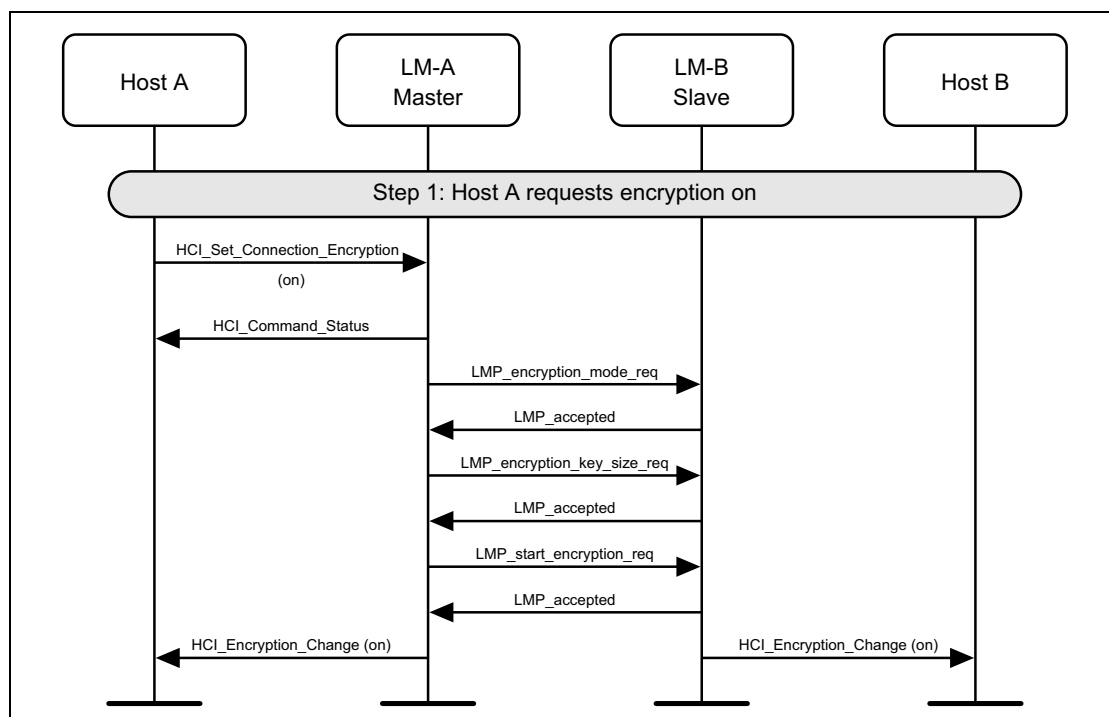 Host A
LM-A
Master
LM-B
Slave
Host B
Step 1: Host A requests encryption on
HCI_Set_Connection_Encryption
(on)
HCI_Command_Status
LMP_encryption_mode_req
LMP_accepted
LMP_encryption_key_size_req
LMP_accepted
LMP_start_encryption_req
LMP_accepted
HCI_Encryption_Change (on)
HCI_Encryption_Change (on)